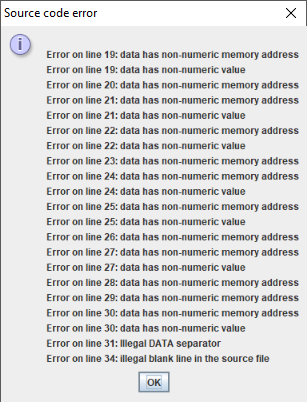 Source code error
Error on line 19: data has non-numeric memory address
Error on line 19: data has non-numeric value
Error on line 20: data has non-numeric memory address
Error on line 21: data has non-numeric memory address
Error on line 21: data has non-numeric value
Error on line 22: data has non-numeric memory address
Error on line 22: data has non-numeric value
Error on line 23: data has non-numeric memory address
Error on line 24: data has non-numeric memory address
Error on line 24: data has non-numeric value
Error on line 25: data has non-numeric memory address
Error on line 25: data has non-numeric value
Error on line 26: data has non-numeric memory address
Error on line 27: data has non-numeric memory address
Error on line 27: data has non-numeric value
Error on line 28: data has non-numeric memory address
Error on line 29: data has non-numeric memory address
Error on line 30: data has non-numeric memory address
Error on line 30: data has non-numeric value
Error on line 31: Illegal DATA separator
Error on line 34: illegal blank line in the source file
OK